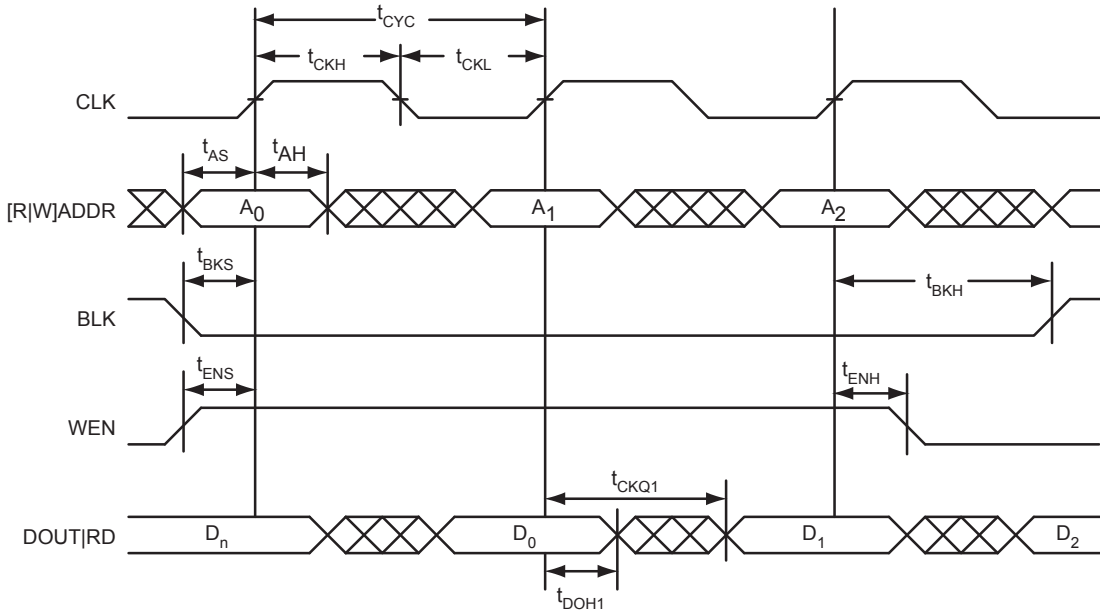 tCYC
tCKH tCKL
CLK
tAS tAH
[R|W]ADDR A0 A1 A2
tBKS tBKH
BLK
tENS tENH
WEN
tCKQ1
DOUT|RD Dn D0 D1 D2
tDOH1